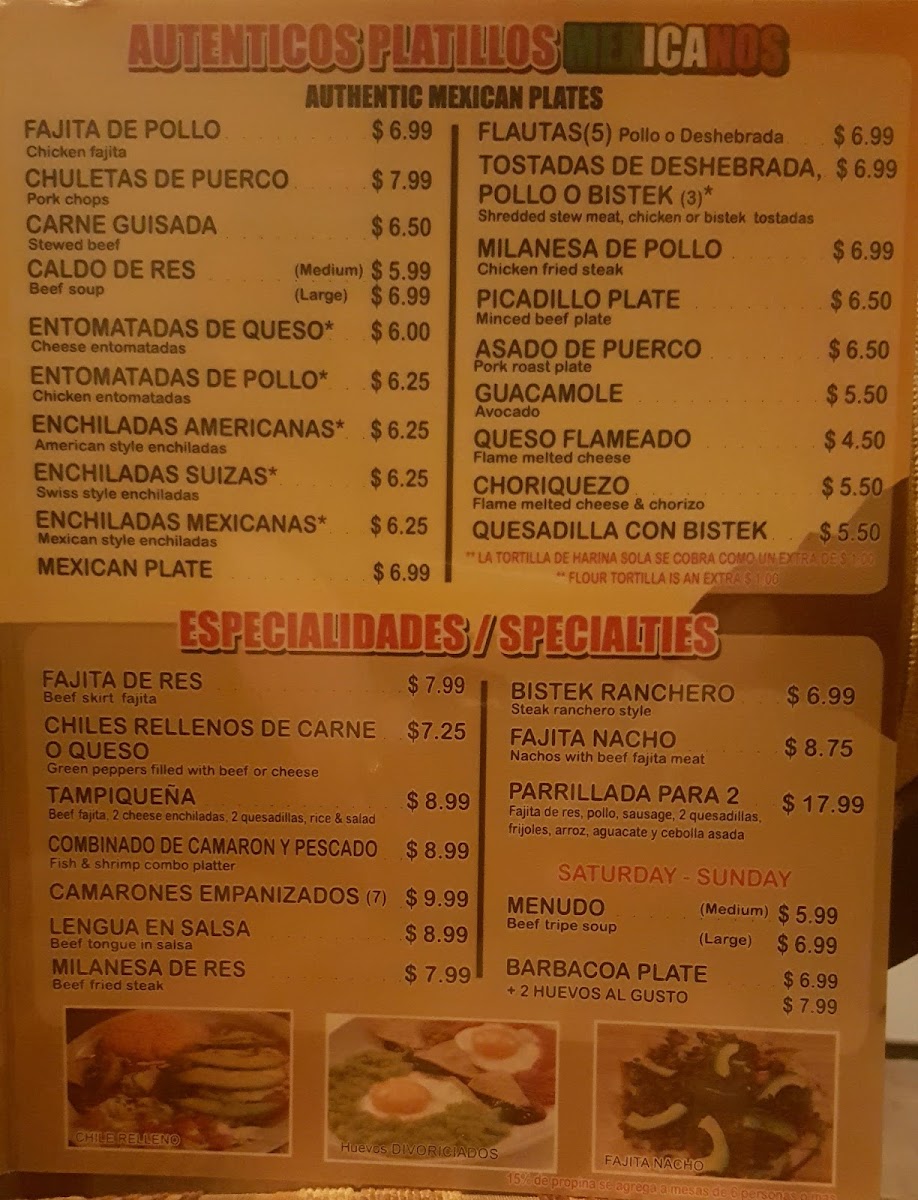 AUTENTICOS PLATILLOS MEXICANOS
AUTHENTIC MEXICAN PLATES
FAJITA DE POLLO $ 6.99
Chicken fajita
CHULETAS DE PUERCO $ 7.99
Pork chops
CARNE GUISADA $ 6.50
Stewed beef
CALDO DE RES (Medium) $ 5.99
Beef soup (Large) $ 6.99
ENTOMATADAS DE QUESO* $ 6.00
Cheese entomatadas
ENTOMATADAS DE POLLO* $ 6.25
Chicken entomatadas
ENCHILADAS AMERICANAS* $ 6.25
American style enchiladas
ENCHILADAS SUIZAS* $ 6.25
Swiss style enchiladas
ENCHILADAS MEXICANAS* $ 6.25
Mexican style enchiladas
MEXICAN PLATE $ 6.99
FLAUTAS(5) Pollo o Deshebrada $ 6.99
TOSTADAS DE DESHEBRADA, $ 6.99
POLLO O BISTEK (3)*
Shredded stew meat, chicken or bistek tostadas
MILANESA DE POLLO $ 6.99
Chicken fried steak
PICADILLO PLATE $ 6.50
Minced beef plate
ASADO DE PUERCO $ 6.50
Pork roast plate
GUACAMOLE $ 5.50
Avocado
QUESO FLAMEADO $ 4.50
Flame melted cheese
CHORIQUEZO $ 5.50
Flame melted cheese & chorizo
QUESADILLA CON BISTEK $ 5.50
** LA TORTILLA DE HARINA SOLA SE COBRA COMO UN EXTRA DE $ 1.00
** FLOUR TORTILLA IS AN EXTRA $ 1.00
ESPECIALIDADES / SPECIALTIES
FAJITA DE RES $ 7.99
Beef skirt fajita
CHILES RELLENOS DE CARNE $7.25
O QUESO
Green peppers filled with beef or cheese
TAMPIQUEÑA $ 8.99
Beef fajita, 2 cheese enchiladas, 2 quesadillas, rice & salad
COMBINADO DE CAMARON Y PESCADO $ 8.99
Fish & shrimp combo platter
CAMARONES EMPANIZADOS (7) $ 9.99
LENGUA EN SALSA $ 8.99
Beef tongue in salsa
MILANESA DE RES $ 7.99
Beef fried steak
BISTEK RANCHERO $ 6.99
Steak ranchero style
FAJITA NACHO $ 8.75
Nachos with beef fajita meat
PARRILLADA PARA 2 $ 17.99
Fajita de res, pollo, sausage, 2 quesadillas,
frijoles, arroz, aguacate y cebolla asada
SATURDAY - SUNDAY
MENUDO (Medium) $ 5.99
Beef tripe soup (Large) $ 6.99
BARBACOA PLATE $ 6.99
+ 2 HUEVOS AL GUSTO $ 7.99
CHILE RELLENO
Huevos DIVORICIADOS
FAJITA NACHO
15% de propina se agrega a mesas de